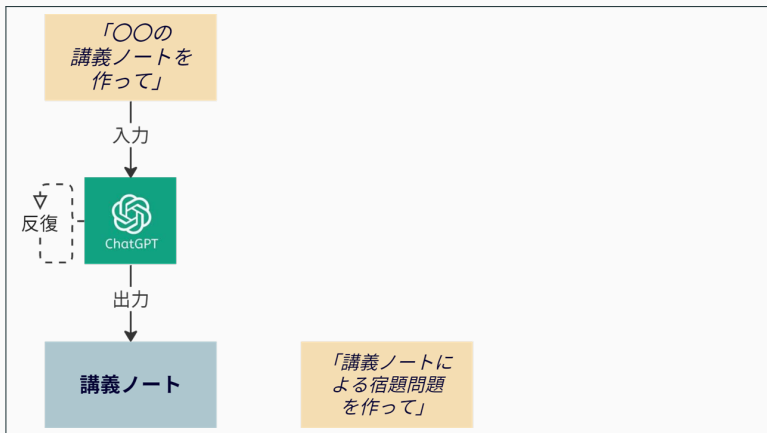 「〇〇の
講義ノートを
作って」
入力
反復
ChatGPT
出力
講義ノート
「講義ノートに
よる宿題問題
を作って」